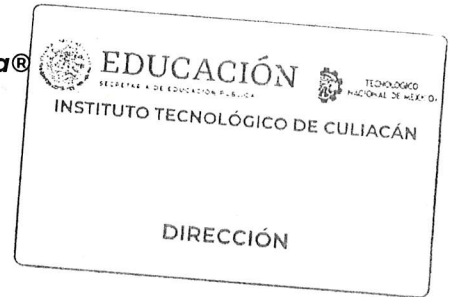 a®
EDUCACIÓN
SECRETARÍA DE EDUCACIÓN PÚBLICA
TECNOLÓGICO
NACIONAL DE MÉXICO
INSTITUTO TECNOLÓGICO DE CULIACÁN
DIRECCIÓN